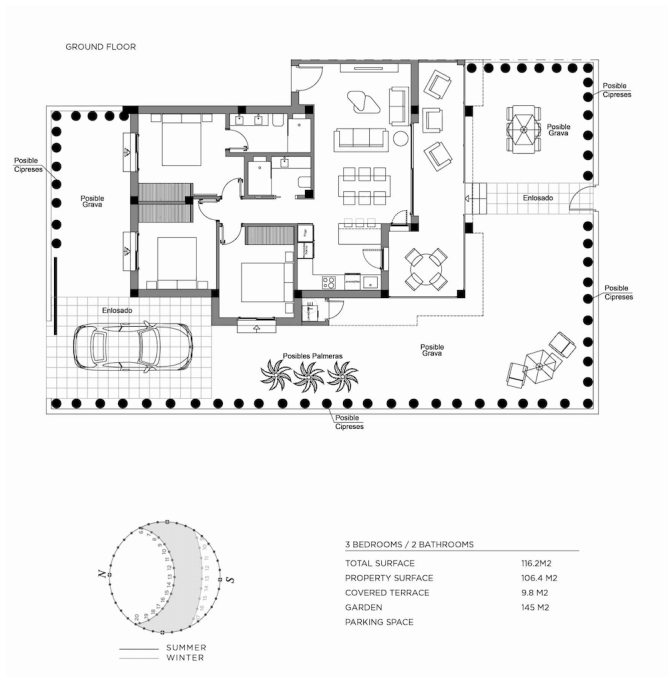 GROUND FLOOR
Posible
Cipreses
Posible
Grava
Posible
Cipreses
Posible
Grava
Enlosado
Posible
Cipreses
Enlosado
Posible
Grava
Posibles Palmeras
Posible
Cipreses
N
S
SUMMER
WINTER
3 BEDROOMS / 2 BATHROOMS
TOTAL SURFACE 116.2M2
PROPERTY SURFACE 106.4 M2
COVERED TERRACE 9.8 M2
GARDEN 145 M2
PARKING SPACE